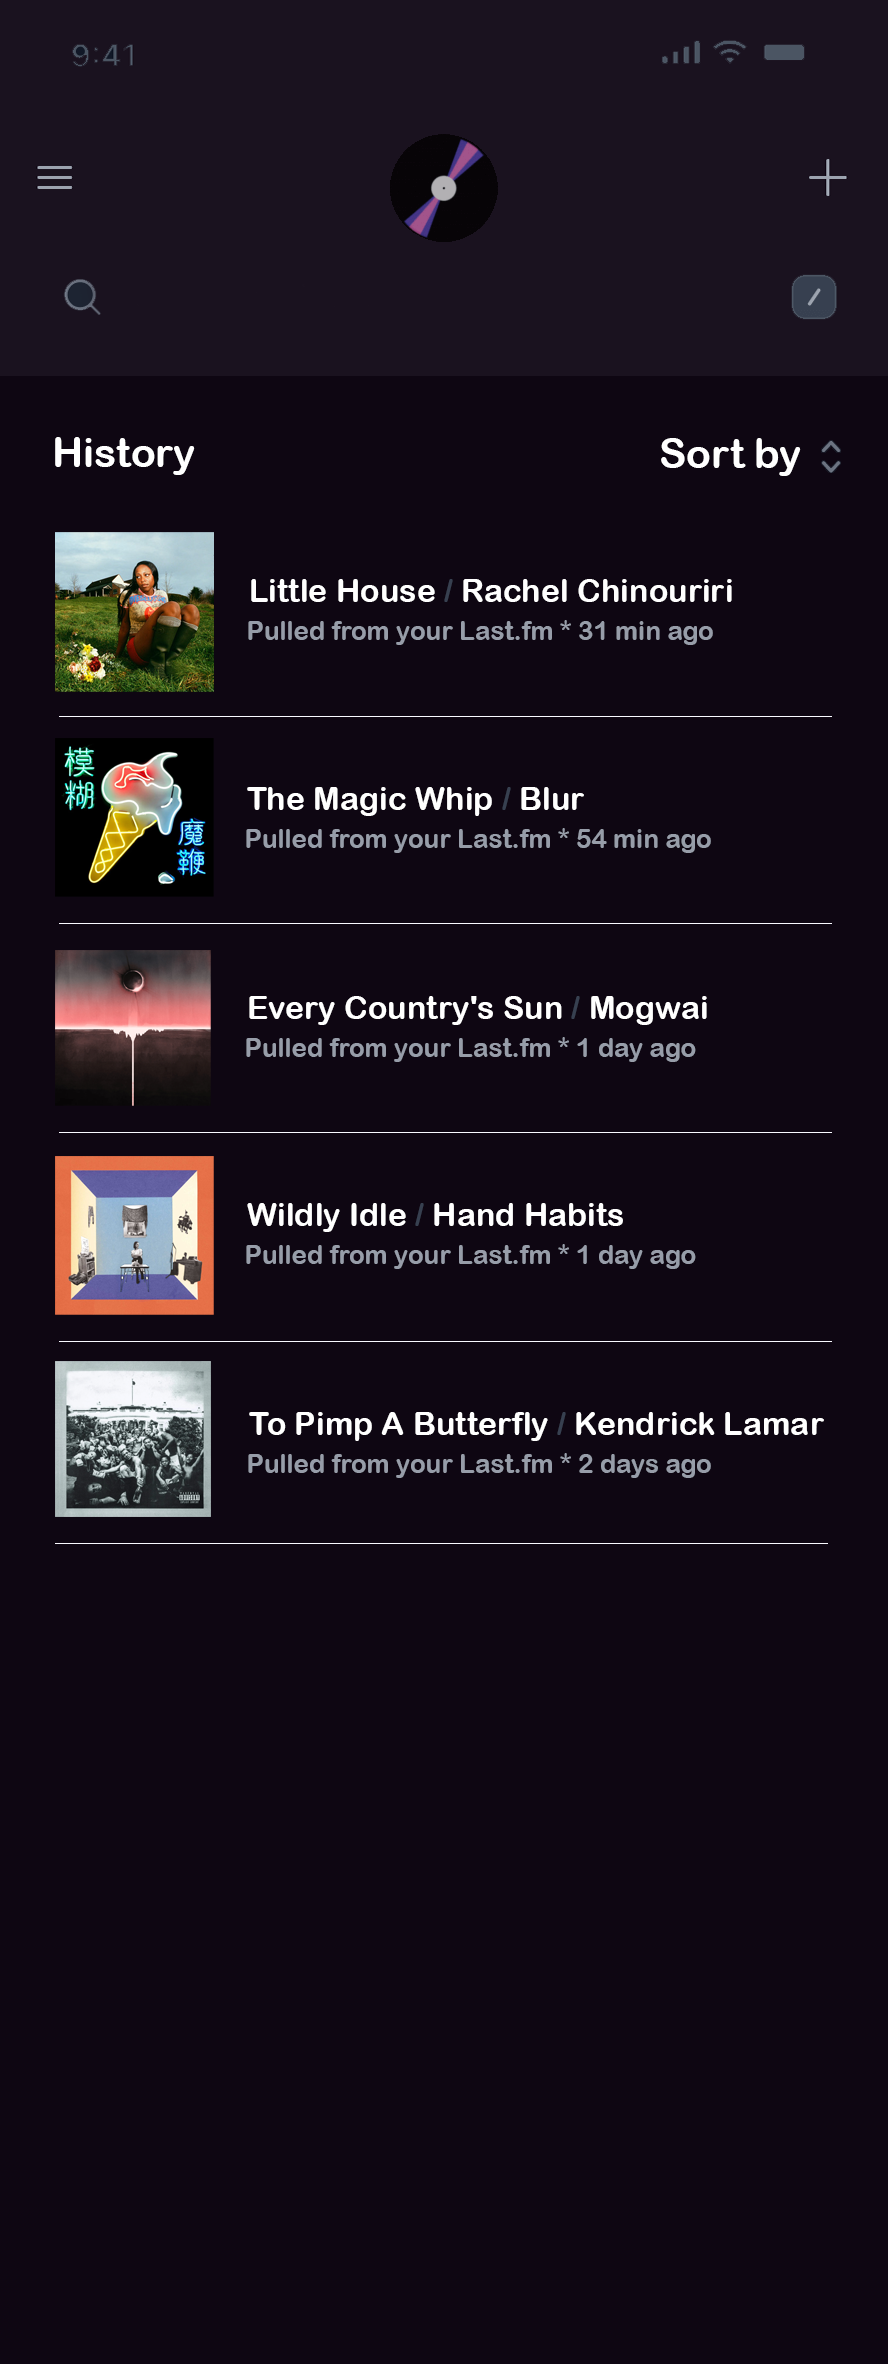 9:41
/
History
Sort by
Little House / Rachel Chinouriri
Pulled from your Last.fm * 31 min ago
模糊
魔鞭
The Magic Whip / Blur
Pulled from your Last.fm * 54 min ago
Every Country's Sun / Mogwai
Pulled from your Last.fm * 1 day ago
Wildly Idle / Hand Habits
Pulled from your Last.fm * 1 day ago
To Pimp A Butterfly / Kendrick Lamar
Pulled from your Last.fm * 2 days ago